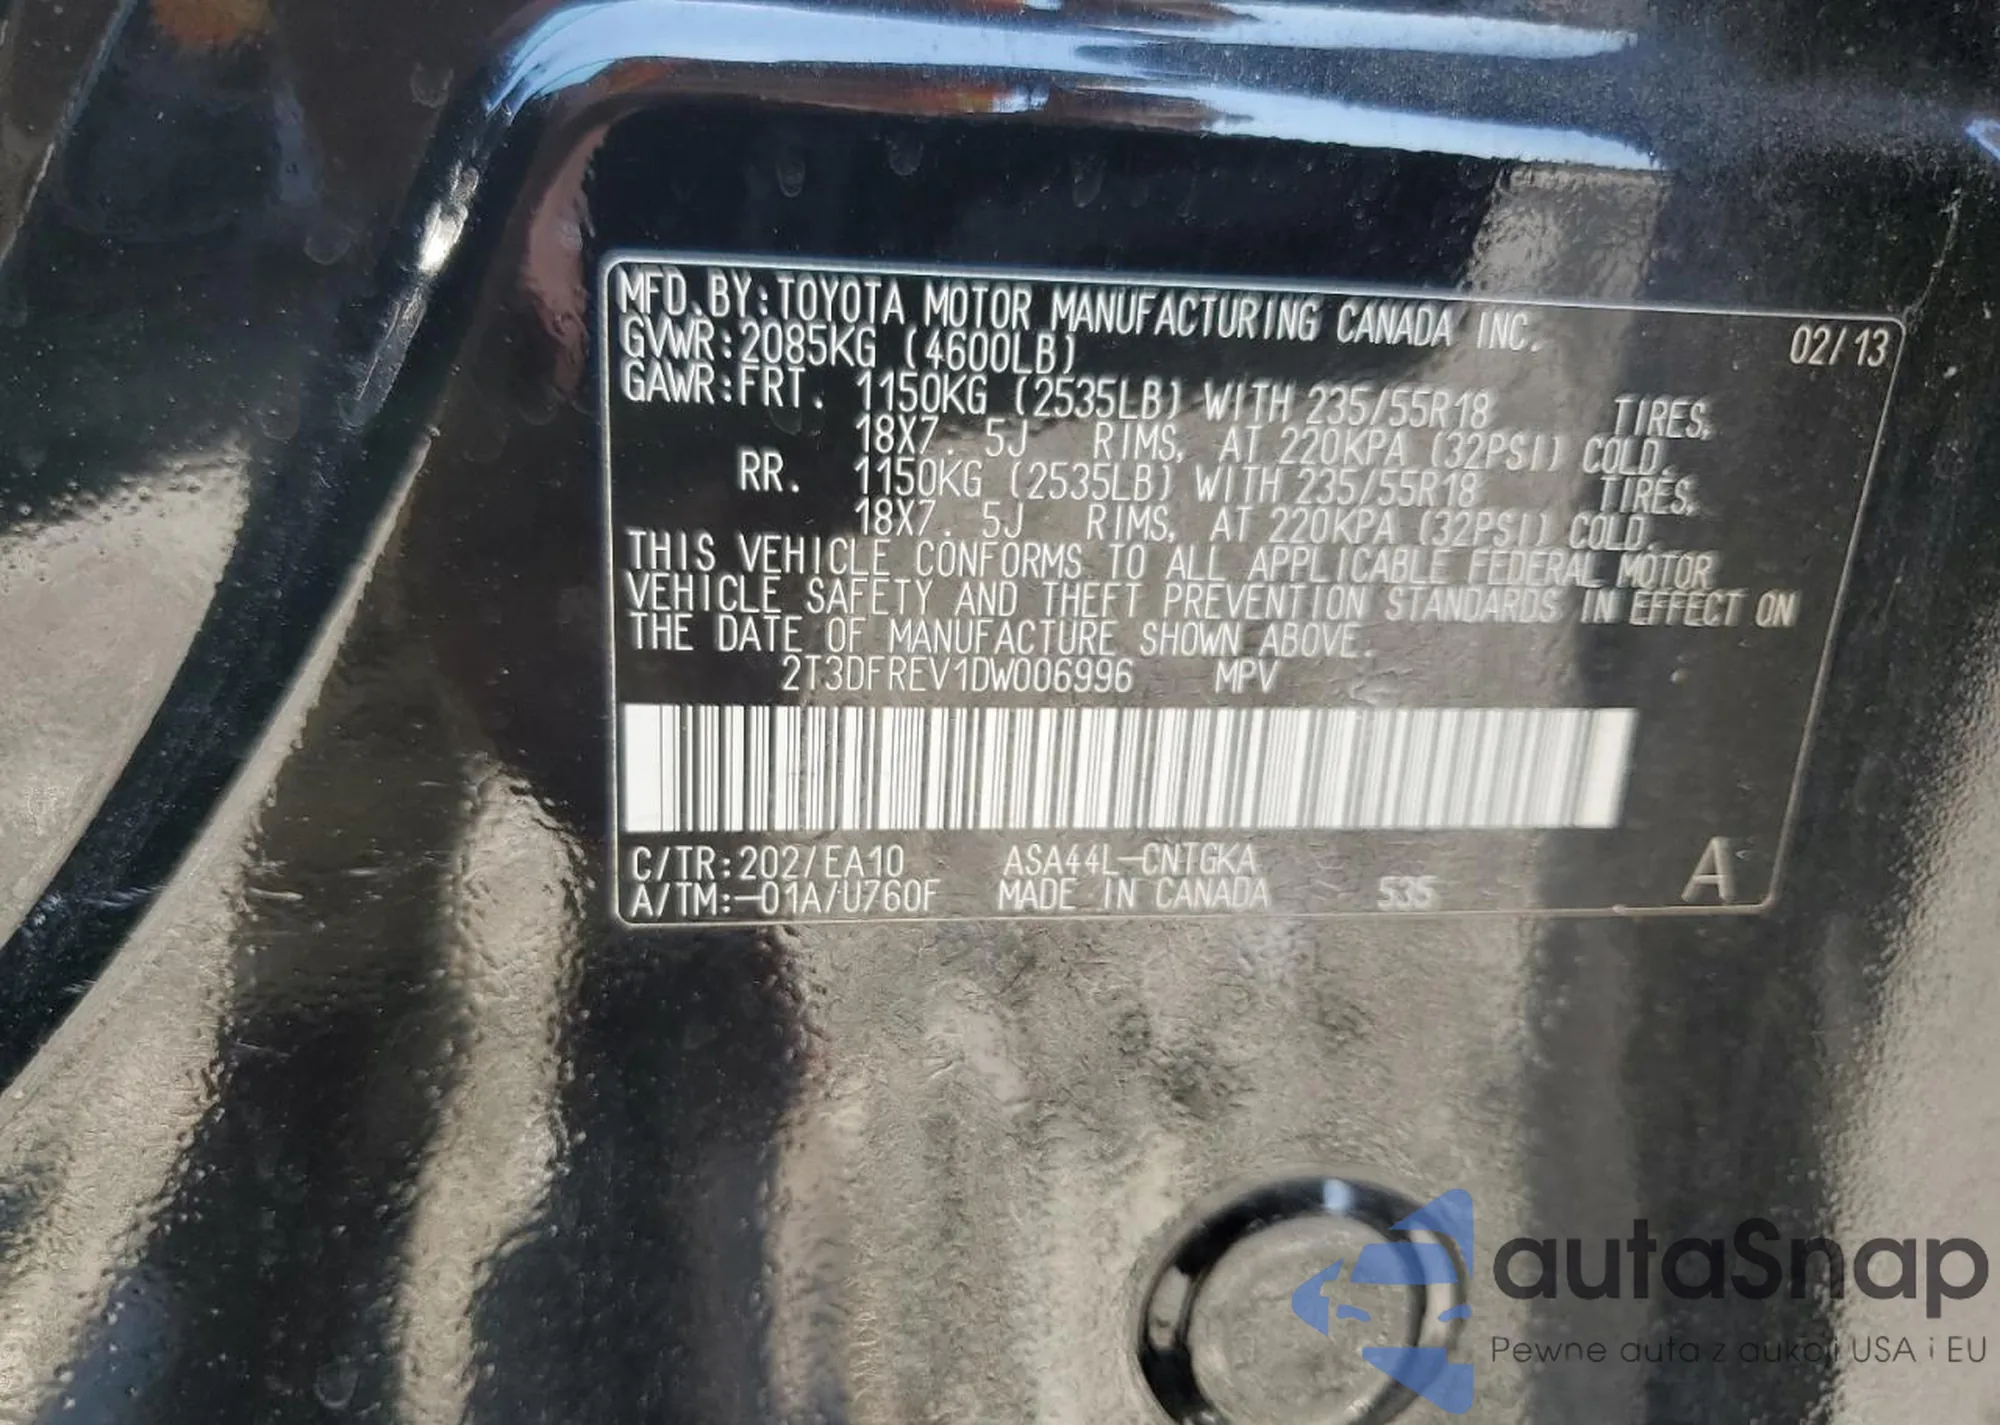 MFD. BY: TOYOTA MOTOR MANUFACTURING CANADA INC. 02/13
GVWR: 2085KG (4600LB)
GAWR: FRT. 1150KG (2535LB) WITH 235/55R18 TIRES,
18X7. 5J RIMS, AT 220KPA (32PSI) COLD.
RR. 1150KG (2535LB) WITH 235/55R18 TIRES,
18X7. 5J RIMS, AT 220KPA (32PSI) COLD.
THIS VEHICLE CONFORMS TO ALL APPLICABLE FEDERAL MOTOR
VEHICLE SAFETY AND THEFT PREVENTION STANDARDS IN EFFECT ON
THE DATE OF MANUFACTURE SHOWN ABOVE.
2T3DFREV1DW006996 MPV
C/TR: 202/EA10 ASA44L-CNTGKA
A/TM:-01A/U760F MADE IN CANADA 535 A
autaSnap
Pewne auta z aukcji USA i EU